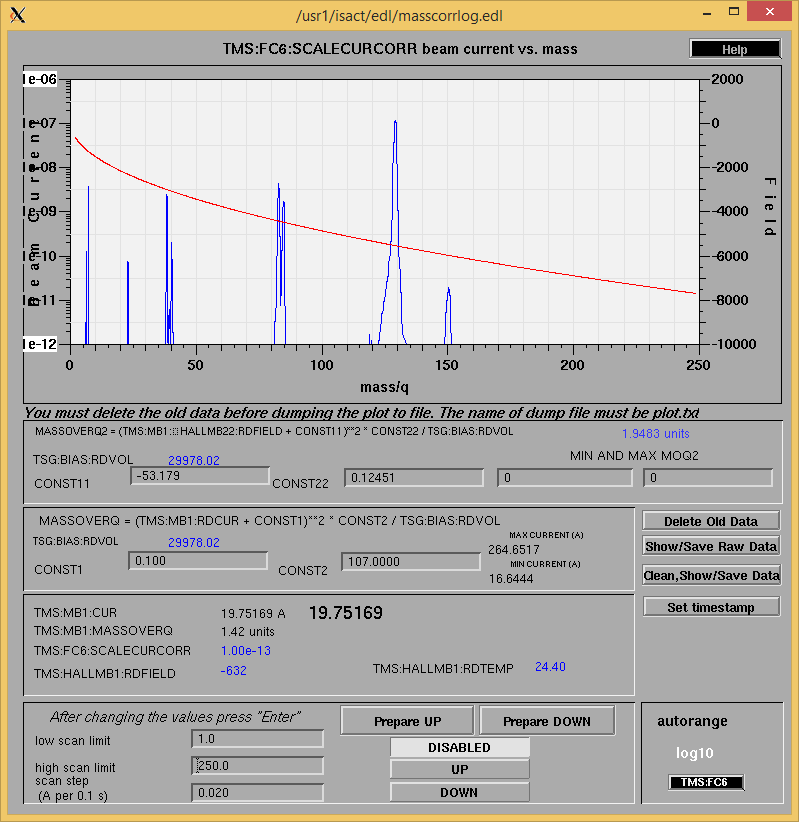 /usr1/isact/edl/masscorrlog.edl
TMS:FC6:SCALECURCORR beam current vs. mass
Help
1e-06
1e-07
1e-08
1e-09
1e-10
1e-11
1e-12
Beam Current
2000
0
-2000
-4000
-6000
-8000
-10000
Field
0 50 100 150 200 250
mass/q
You must delete the old data before dumping the plot to file. The name of dump file must be plot.txt
MASSOVERQ2 = (TMS:MB1: HALLMB22:RDFIELD + CONST11)**2 * CONST22 / TSG:BIAS:RDVOL
1.9483 units
TSG:BIAS:RDVOL 29978.02
MIN AND MAX MOQ2
CONST11 -53.179 CONST22 0.12451 0 0
MASSOVERQ = (TMS:MB1:RDCUR + CONST1)**2 * CONST2 / TSG:BIAS:RDVOL
TSG:BIAS:RDVOL 29978.02
MAX CURRENT (A)
264.6517
CONST1 0.100 CONST2 107.0000
MIN CURRENT (A)
16.6444
Delete Old Data
Show/Save Raw Data
Clean,Show/Save Data
Set timestamp
TMS:MB1:CUR 19.75169 A 19.75169
TMS:MB1:MASSOVERQ 1.42 units
TMS:FC6:SCALECURCORR 1.00e-13
TMS:HALLMB1:RDFIELD -632
TMS:HALLMB1:RDTEMP 24.40
After changing the values press "Enter"
low scan limit 1.0
high scan limit 250.0
scan step
(A per 0.1 s) 0.020
Prepare UP
Prepare DOWN
DISABLED
UP
DOWN
autorange
log10
TMS:FC6